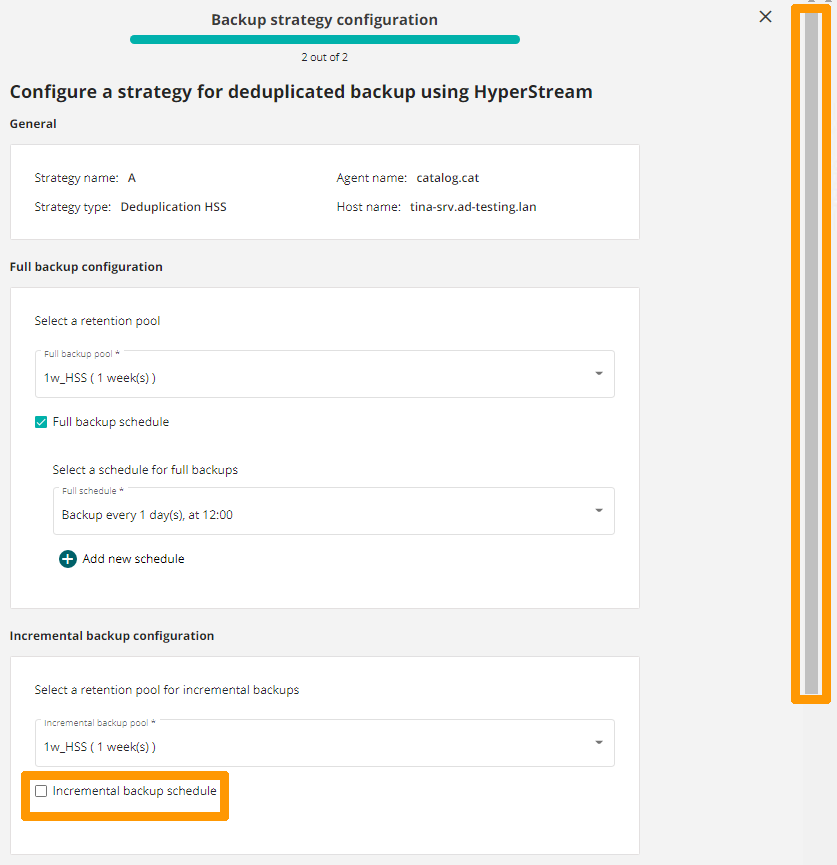 Backup strategy configuration
2 out of 2
Configure a strategy for deduplicated backup using HyperStream
General
Strategy name: A Agent name: catalog.cat
Strategy type: Deduplication HSS Host name: tina-srv.ad-testing.lan
Full backup configuration
Select a retention pool
Full backup pool *
1w_HSS ( 1 week(s) )
Full backup schedule
Select a schedule for full backups
Full schedule *
Backup every 1 day(s), at 12:00
Add new schedule
Incremental backup configuration
Select a retention pool for incremental backups
Incremental backup pool *
1w_HSS ( 1 week(s) )
Incremental backup schedule